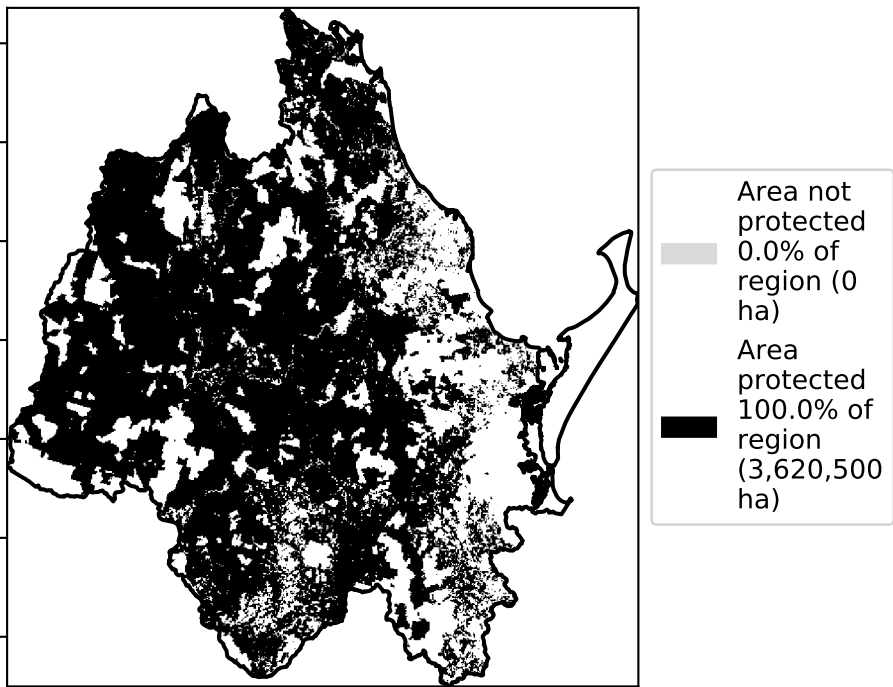 Area not
protected
0.0% of
region (0
ha)
Area
protected
100.0% of
region
(3,620,500
ha)